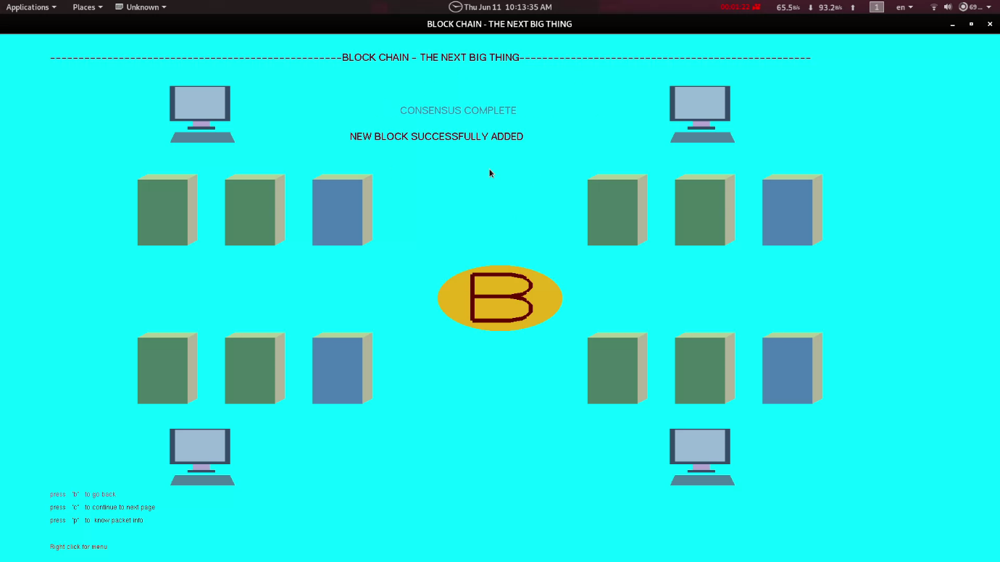 Applications Places Unknown Thu Jun 11 10:13:35 AM 00:01:22 65.5B/s 93.2B/s 1 en 69...
BLOCK CHAIN - THE NEXT BIG THING
-------------------------------------------------BLOCK CHAIN - THE NEXT BIG THING-------------------------------------------------
CONSENSUS COMPLETE
NEW BLOCK SUCCESSFULLY ADDED
B
press "b" to go back
press "c" to continue to next page
press "p" to know packet info
Right click for menu